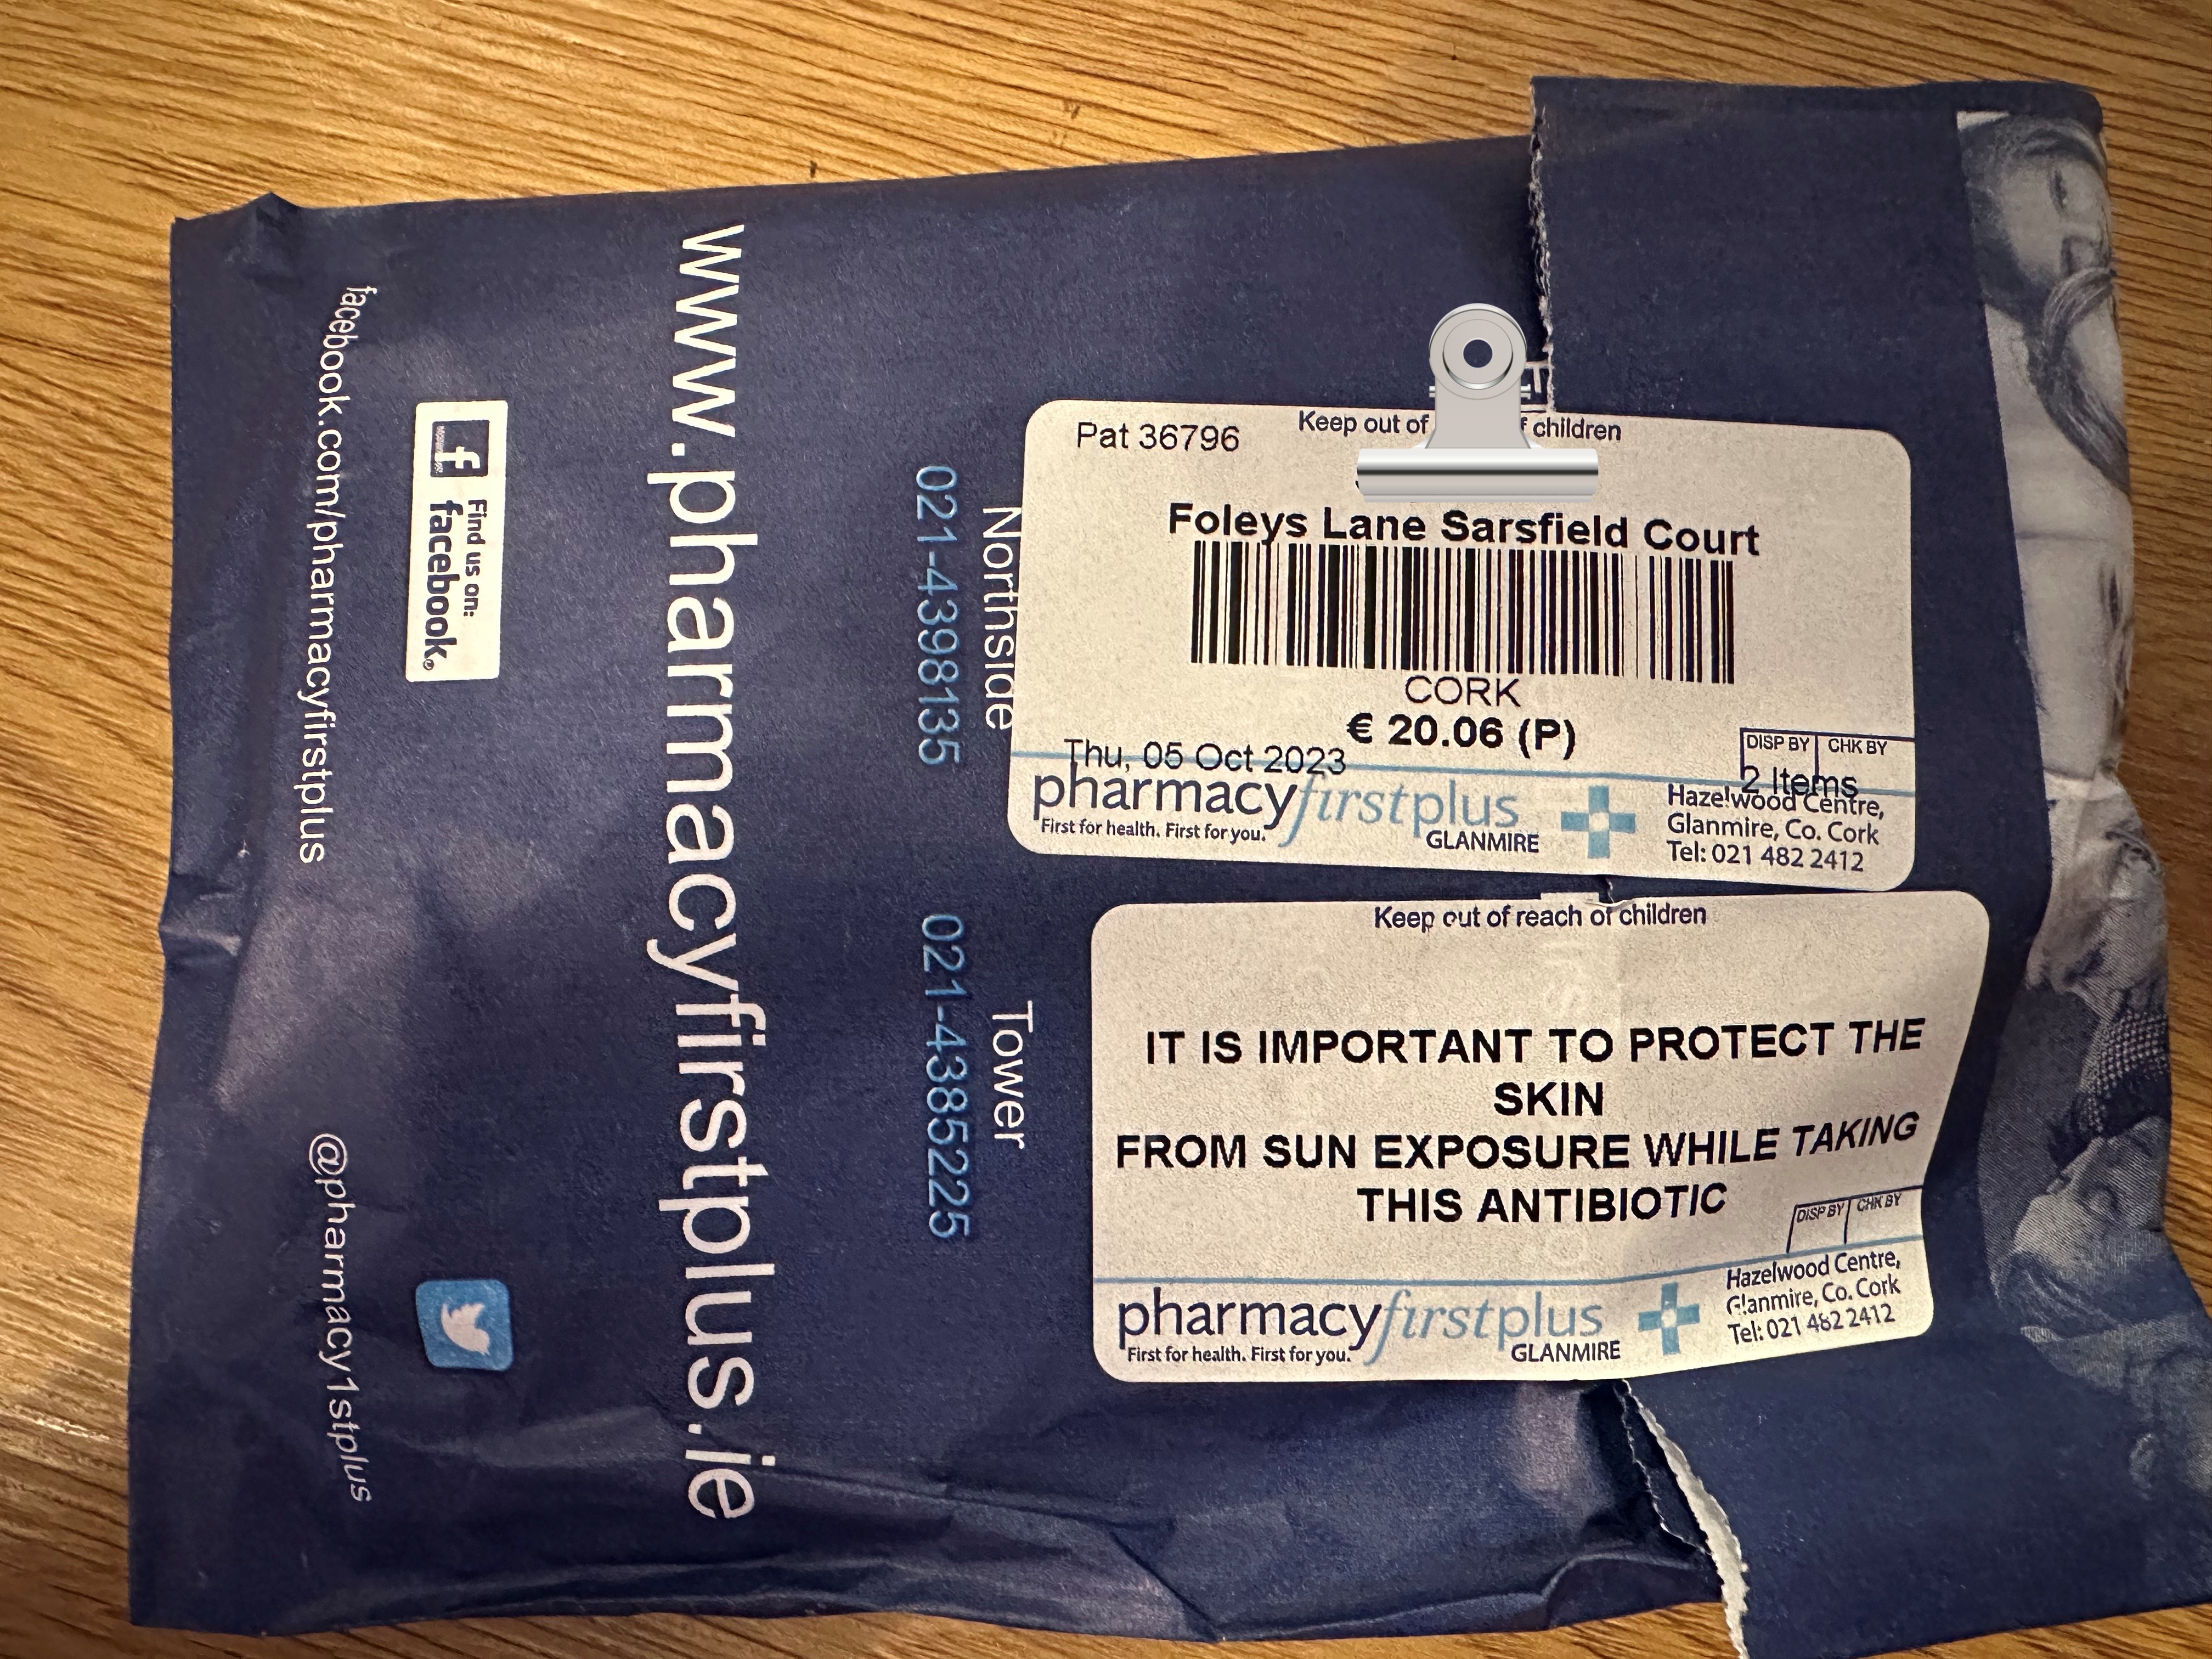 Pat 36796
Keep out of f children
Foleys Lane Sarsfield Court
CORK
€ 20.06 (P)
Thu, 05 Oct 2023
DISP BY CHK BY
2 Items
pharmacyfirstplus
First for health. First for you.
GLANMIRE
Hazelwood Centre,
Glanmire, Co. Cork
Tel: 021 482 2412
Keep out of reach of children
IT IS IMPORTANT TO PROTECT THE
SKIN
FROM SUN EXPOSURE WHILE TAKING
THIS ANTIBIOTIC
DISP BY CHK BY
pharmacyfirstplus
First for health. First for you.
GLANMIRE
Hazelwood Centre,
Glanmire, Co. Cork
Tel: 021 482 2412
Northside
021-4398135
Tower
021-4385225
www.pharmacyfirstplus.ie
Find us on:
facebook®
facebook.com/pharmacyfirstplus
@pharmacy1stplus